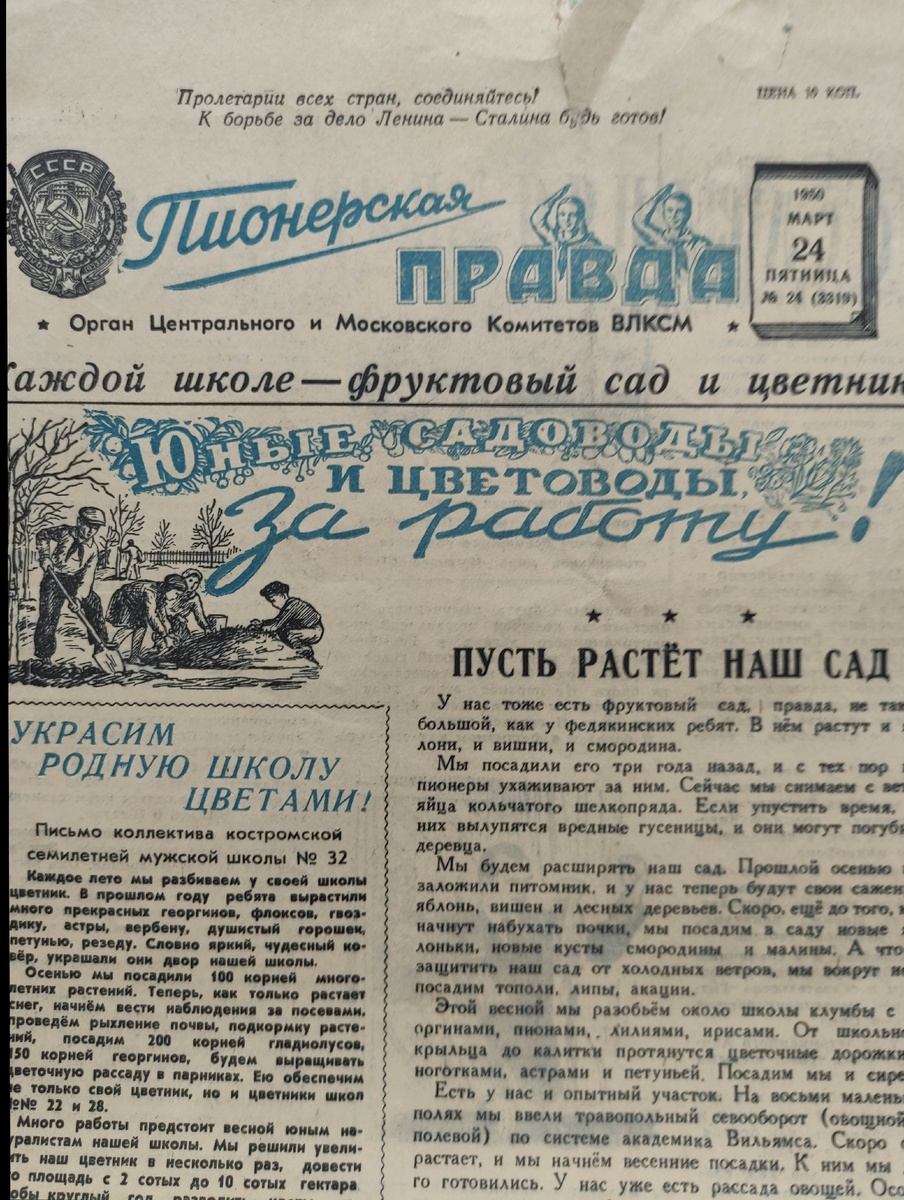 Пролетарии всех стран, соединяйтесь!
К борьбе за дело Ленина — Сталина будь готов!
ЦЕНА 10 КОП.
СССР
Пионерская
ПРАВДА
1950
МАРТ
24
ПЯТНИЦА
№ 24 (3319)
★ Орган Центрального и Московского Комитетов ВЛКСМ ★
аждой школе — фруктовый сад и цветник
Юные садоводы
и цветоводы,
За работу!
УКРАСИМ
РОДНУЮ ШКОЛУ
ЦВЕТАМИ!
Письмо коллектива костромской
семилетней мужской школы № 32
Каждое лето мы разбиваем у своей школы
цветник. В прошлом году ребята вырастили
много прекрасных георгинов, флоксов, гвоз-
дику, астры, вербену, душистый горошек,
петунью, резеду. Словно яркий, чудесный ко-
вёр, украшали они двор нашей школы.
Осенью мы посадили 100 корней много-
летних растений. Теперь, как только растает
снег, начнём вести наблюдения за посевами,
проведём рыхление почвы, подкормку расте-
ний, посадим 200 корней гладиолусов,
150 корней георгинов, будем выращивать
цветочную рассаду в парниках. Ею обеспечим
не только свой цветник, но и цветники школ
№№ 22 и 28.
Много работы предстоит весной юным на-
туралистам нашей школы. Мы решили увели-
ить наш цветник в несколько раз, довести
о площадь с 2 сотых до 10 сотых гектара.
обы круглый год
★ ★ ★
ПУСТЬ РАСТЁТ НАШ САД
У нас тоже есть фруктовый сад, правда, не так
большой, как у федякинских ребят. В нём растут и я
лони, и вишни, и смородина.
Мы посадили его три года назад, и с тех пор
пионеры ухаживают за ним. Сейчас мы снимаем с вет
яйца кольчатого шелкопряда. Если упустить время,
них вылупятся вредные гусеницы, и они могут погуб
деревца.
Мы будем расширять наш сад. Прошлой осенью
заложили питомник, и у нас теперь будут свои сажен
яблонь, вишен и лесных деревьев. Скоро, ещё до того, к
начнут набухать почки, мы посадим в саду новые я
лоньки, новые кусты смородины и малины. А что
защитить наш сад от холодных ветров, мы вокруг не
посадим тополи, липы, акации.
Этой весной мы разобьём около школы клумбы с
оргинами, пионами, лилиями, ирисами. От школьно
крыльца до калитки протянутся цветочные дорожки
ноготками, астрами и петуньей. Посадим мы и сире
Есть у нас и опытный участок. На восьми маленьк
полях мы ввели травопольный севооборот (овощной
полевой) по системе академика Вильямса. Скоро с
растает, и мы начнём весенние посадки. К ним мы
го готовились. У нас уже есть рассада овощей. Осо